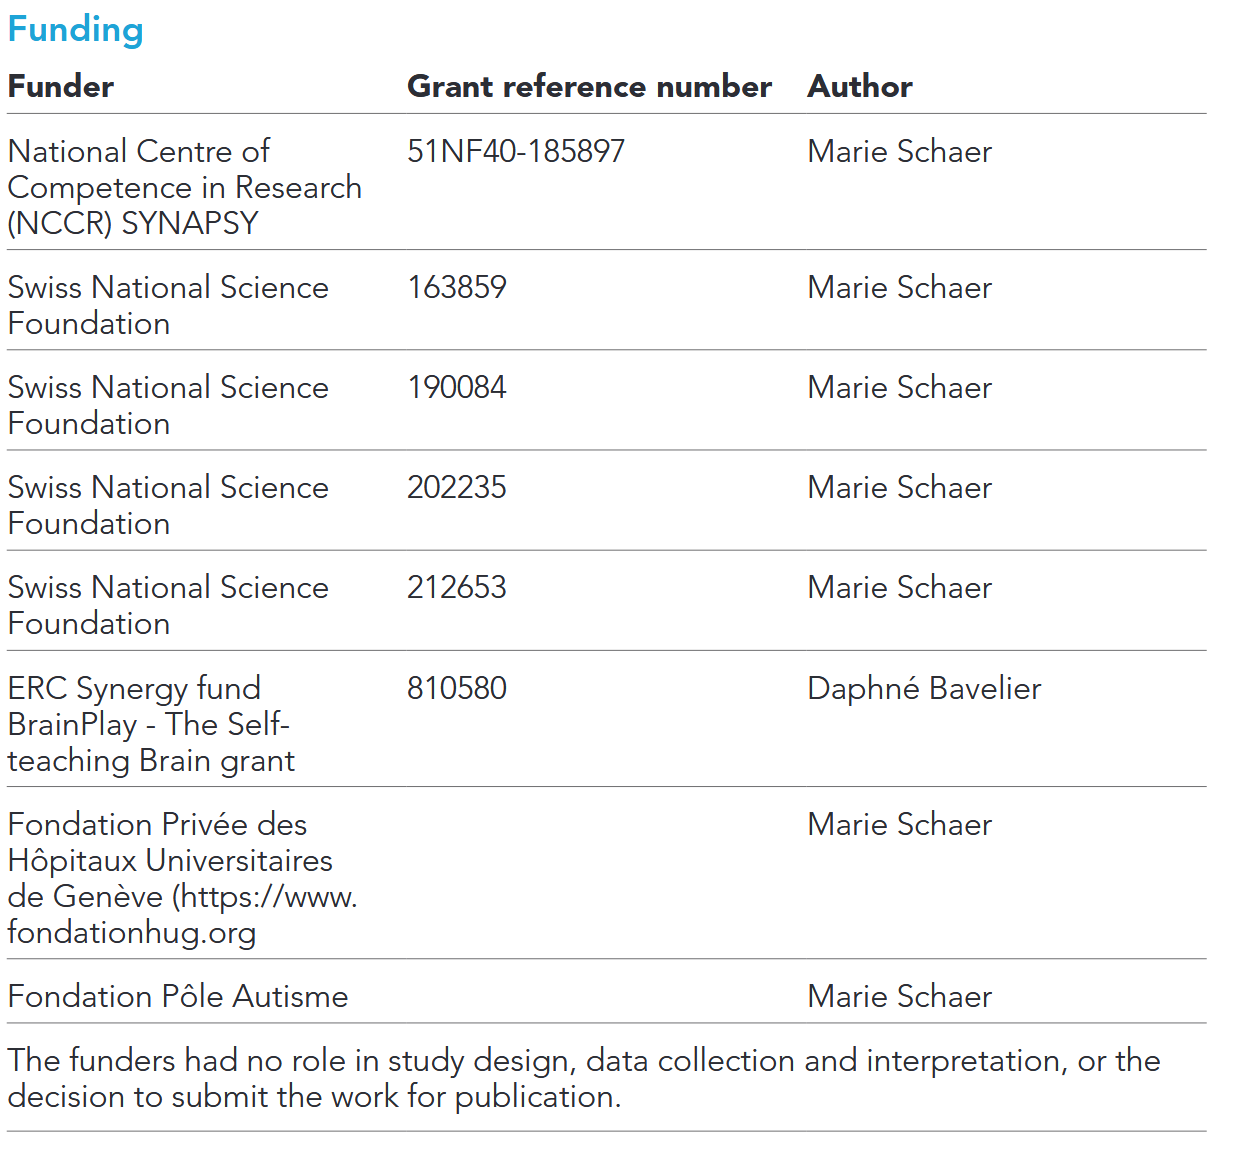 Funding
Funder Grant reference number Author
National Centre of 51NF40-185897 Marie Schaer
Competence in Research
(NCCR) SYNAPSY
Swiss National Science 163859 Marie Schaer
Foundation
Swiss National Science 190084 Marie Schaer
Foundation
Swiss National Science 202235 Marie Schaer
Foundation
Swiss National Science 212653 Marie Schaer
Foundation
ERC Synergy fund 810580 Daphné Bavelier
BrainPlay - The Self-
teaching Brain grant
Fondation Privée des Marie Schaer
Hôpitaux Universitaires
de Genève (https://www.
fondationhug.org
Fondation Pôle Autisme Marie Schaer
The funders had no role in study design, data collection and interpretation, or the
decision to submit the work for publication.